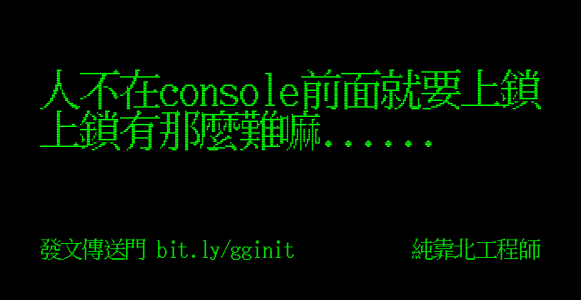 人不在console前面就要上鎖
上鎖有那麼難嘛......
發文傳送門 bit.ly/gginit 純靠北工程師